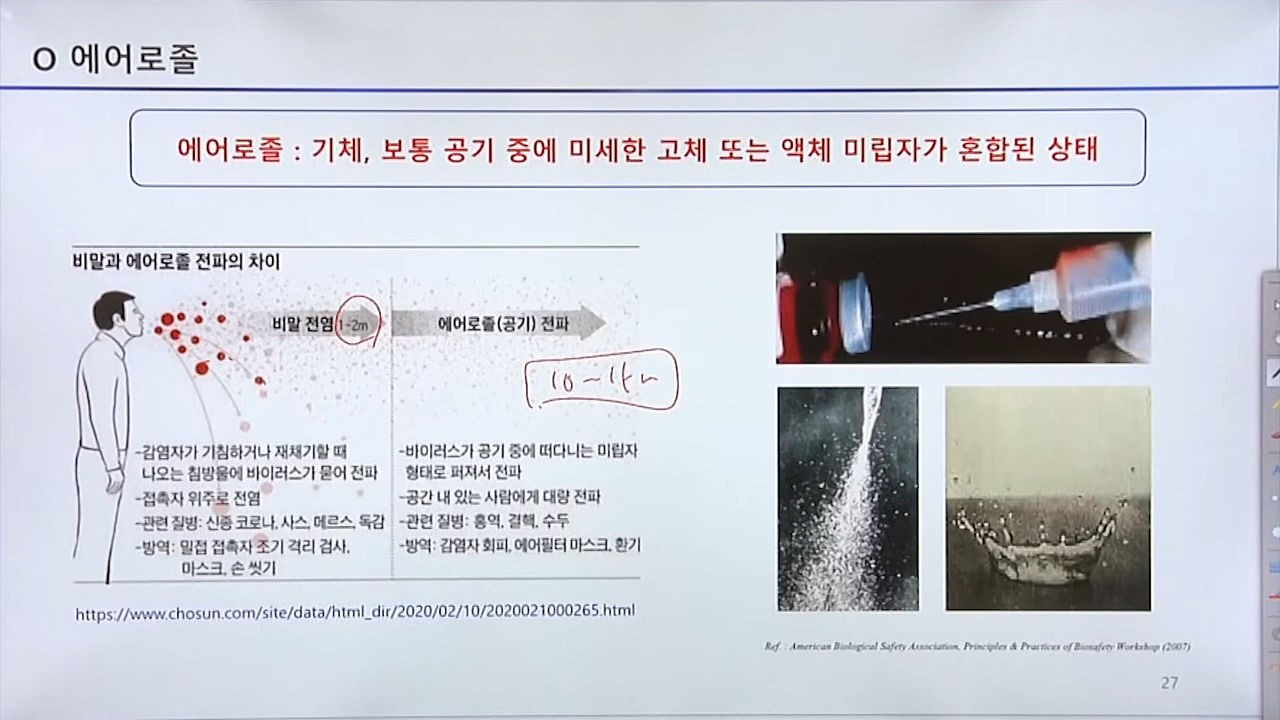 O 에어로졸
에어로졸 : 기체, 보통 공기 중에 미세한 고체 또는 액체 미립자가 혼합된 상태
비말과 에어로졸 전파의 차이
비말 전염 1~2m
에어로졸(공기) 전파
-감염자가 기침하거나 재채기할 때
나오는 침방울에 바이러스가 묻어 전파
-접촉자 위주로 전염
-관련 질병: 신종 코로나, 사스, 메르스, 독감
-방역: 밀접 접촉자 조기 격리 검사,
마스크, 손 씻기
-바이러스가 공기 중에 떠다니는 미립자
형태로 퍼져서 전파
-공간 내 있는 사람에게 대량 전파
-관련 질병: 홍역, 결핵, 수두
-방역: 감염자 회피, 에어필터 마스크, 환기
https://www.chosun.com/site/data/html_dir/2020/02/10/2020021000265.html
Ref. : American Biological Safety Association, Principles & Practices of Biosafety Workshop (2007)
27